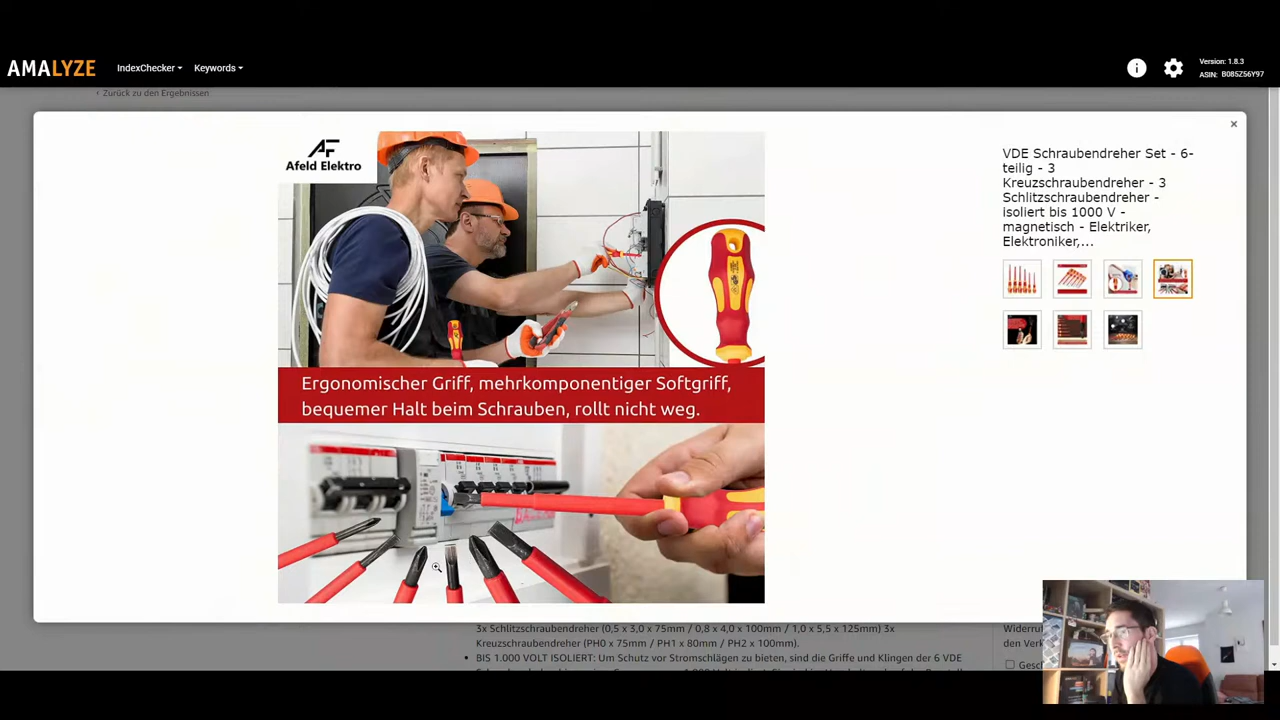 AMALYZE
IndexChecker
Keywords
Version: 1.8.3
ASIN: B085Z56Y97
‹ Zurück zu den Ergebnissen
AF
Afeld Elektro
VDE Schraubendreher Set - 6-
teilig - 3
Kreuzschraubendreher - 3
Schlitzschraubendreher -
isoliert bis 1000 V -
magnetisch - Elektriker,
Elektroniker,...
Ergonomischer Griff, mehrkomponentiger Softgriff,
bequemer Halt beim Schrauben, rollt nicht weg.
3x Schlitzschraubendreher (0,5 x 3,0 x 75mm / 0,8 x 4,0 x 100mm / 1,0 x 5,5 x 125mm) 3x
Kreuzschraubendreher (PH0 x 75mm / PH1 x 80mm / PH2 x 100mm).
BIS 1.000 VOLT ISOLIERT: Um Schutz vor Stromschlägen zu bieten, sind die Griffe und Klingen der 6 VDE
Widerru
den Verk
Gesch